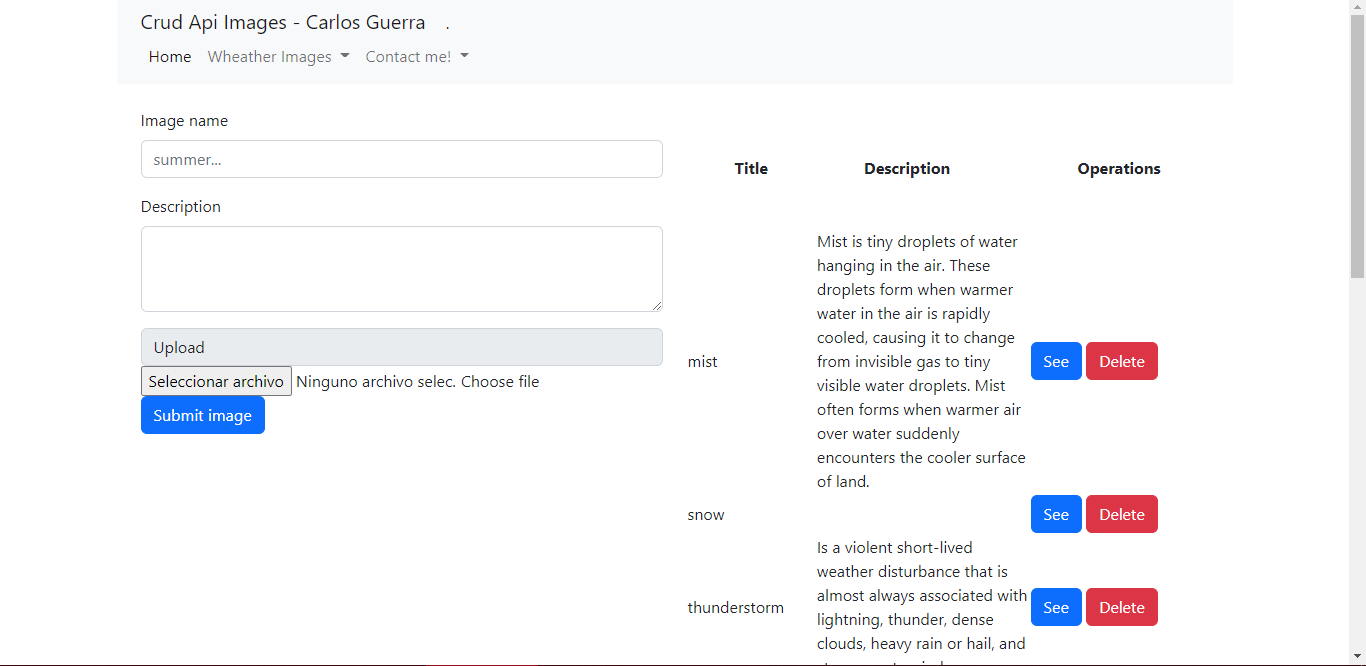 Crud Api Images - Carlos Guerra .
Home Wheather Images Contact me!
Image name
summer...
Description
Upload
Seleccionar archivo Ninguno archivo selec. Choose file
Submit image
Title Description Operations
mist
Mist is tiny droplets of water
hanging in the air. These
droplets form when warmer
water in the air is rapidly
cooled, causing it to change
from invisible gas to tiny
visible water droplets. Mist
often forms when warmer air
over water suddenly
encounters the cooler surface
of land.
See Delete
snow
See Delete
thunderstorm
Is a violent short-lived
weather disturbance that is
almost always associated with
lightning, thunder, dense
clouds, heavy rain or hail, and
See Delete